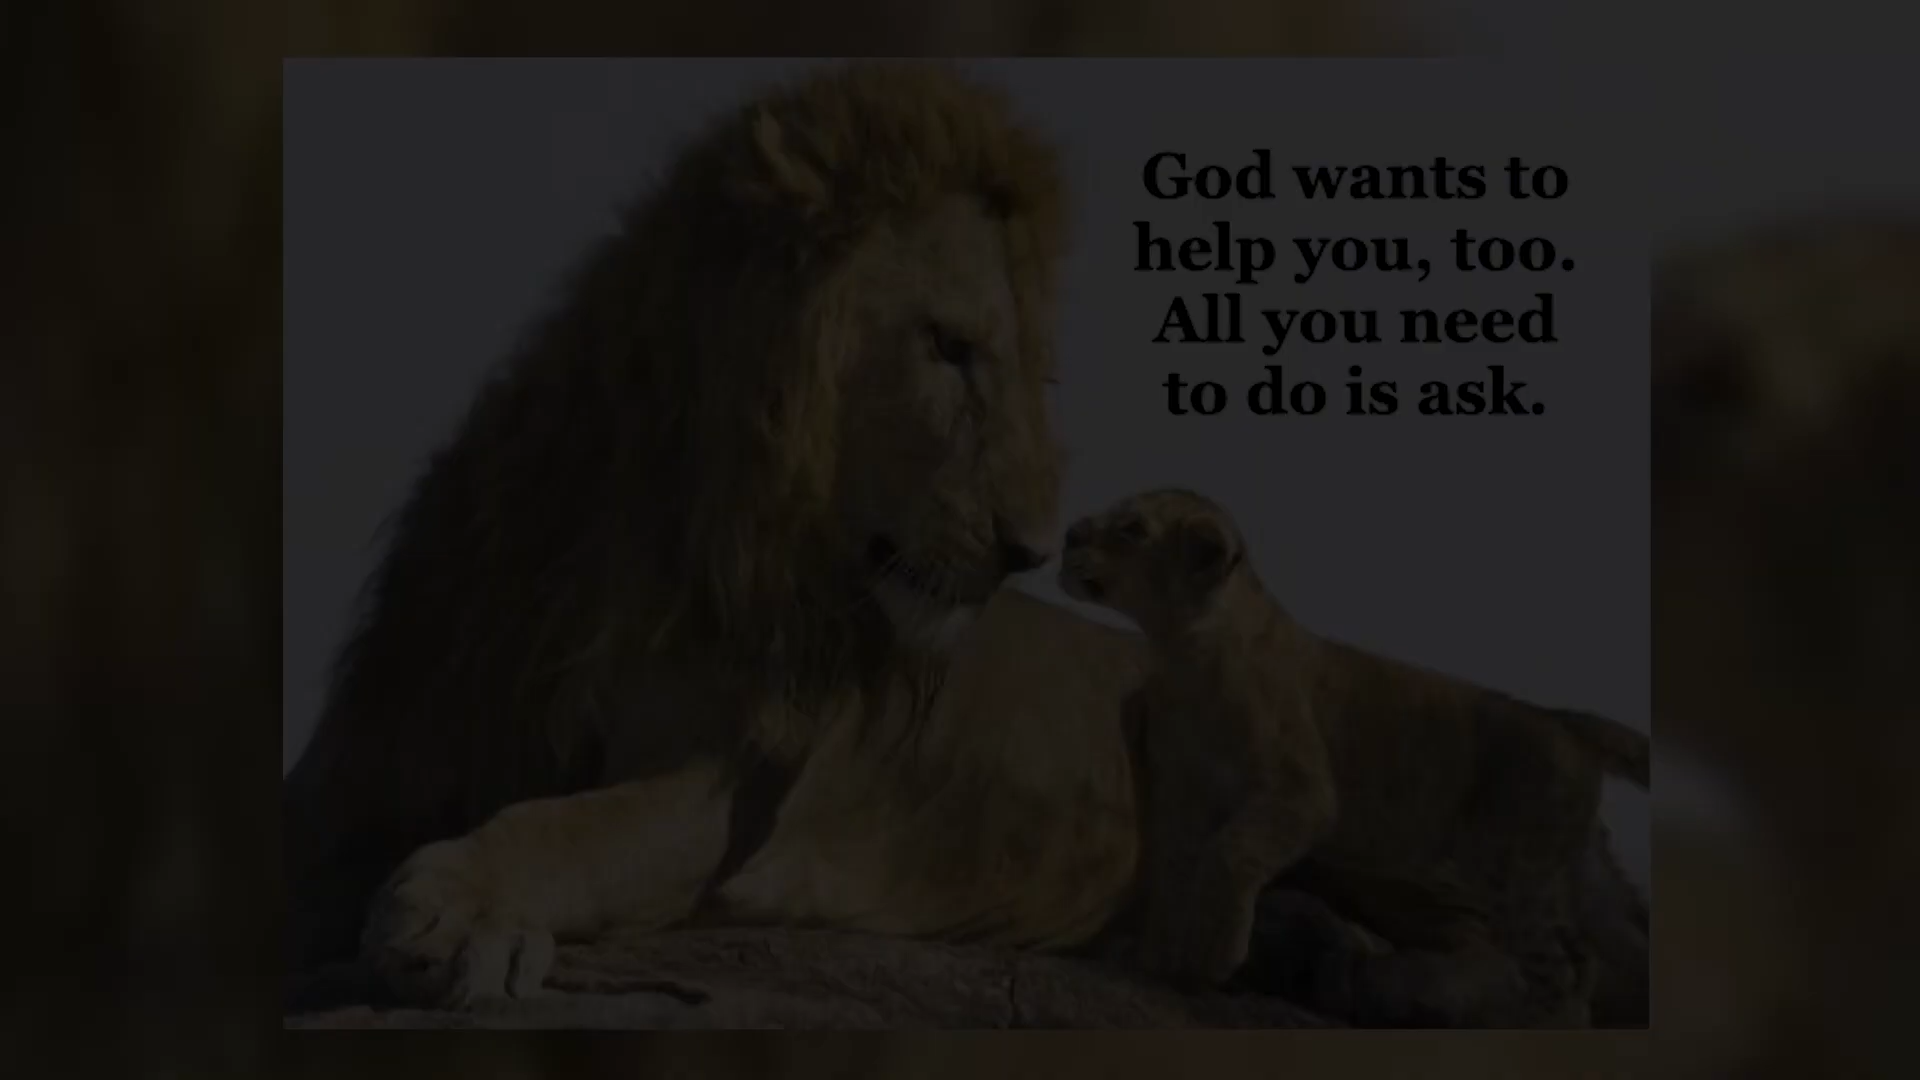 God wants to
help you, too.
All you need
to do is ask.